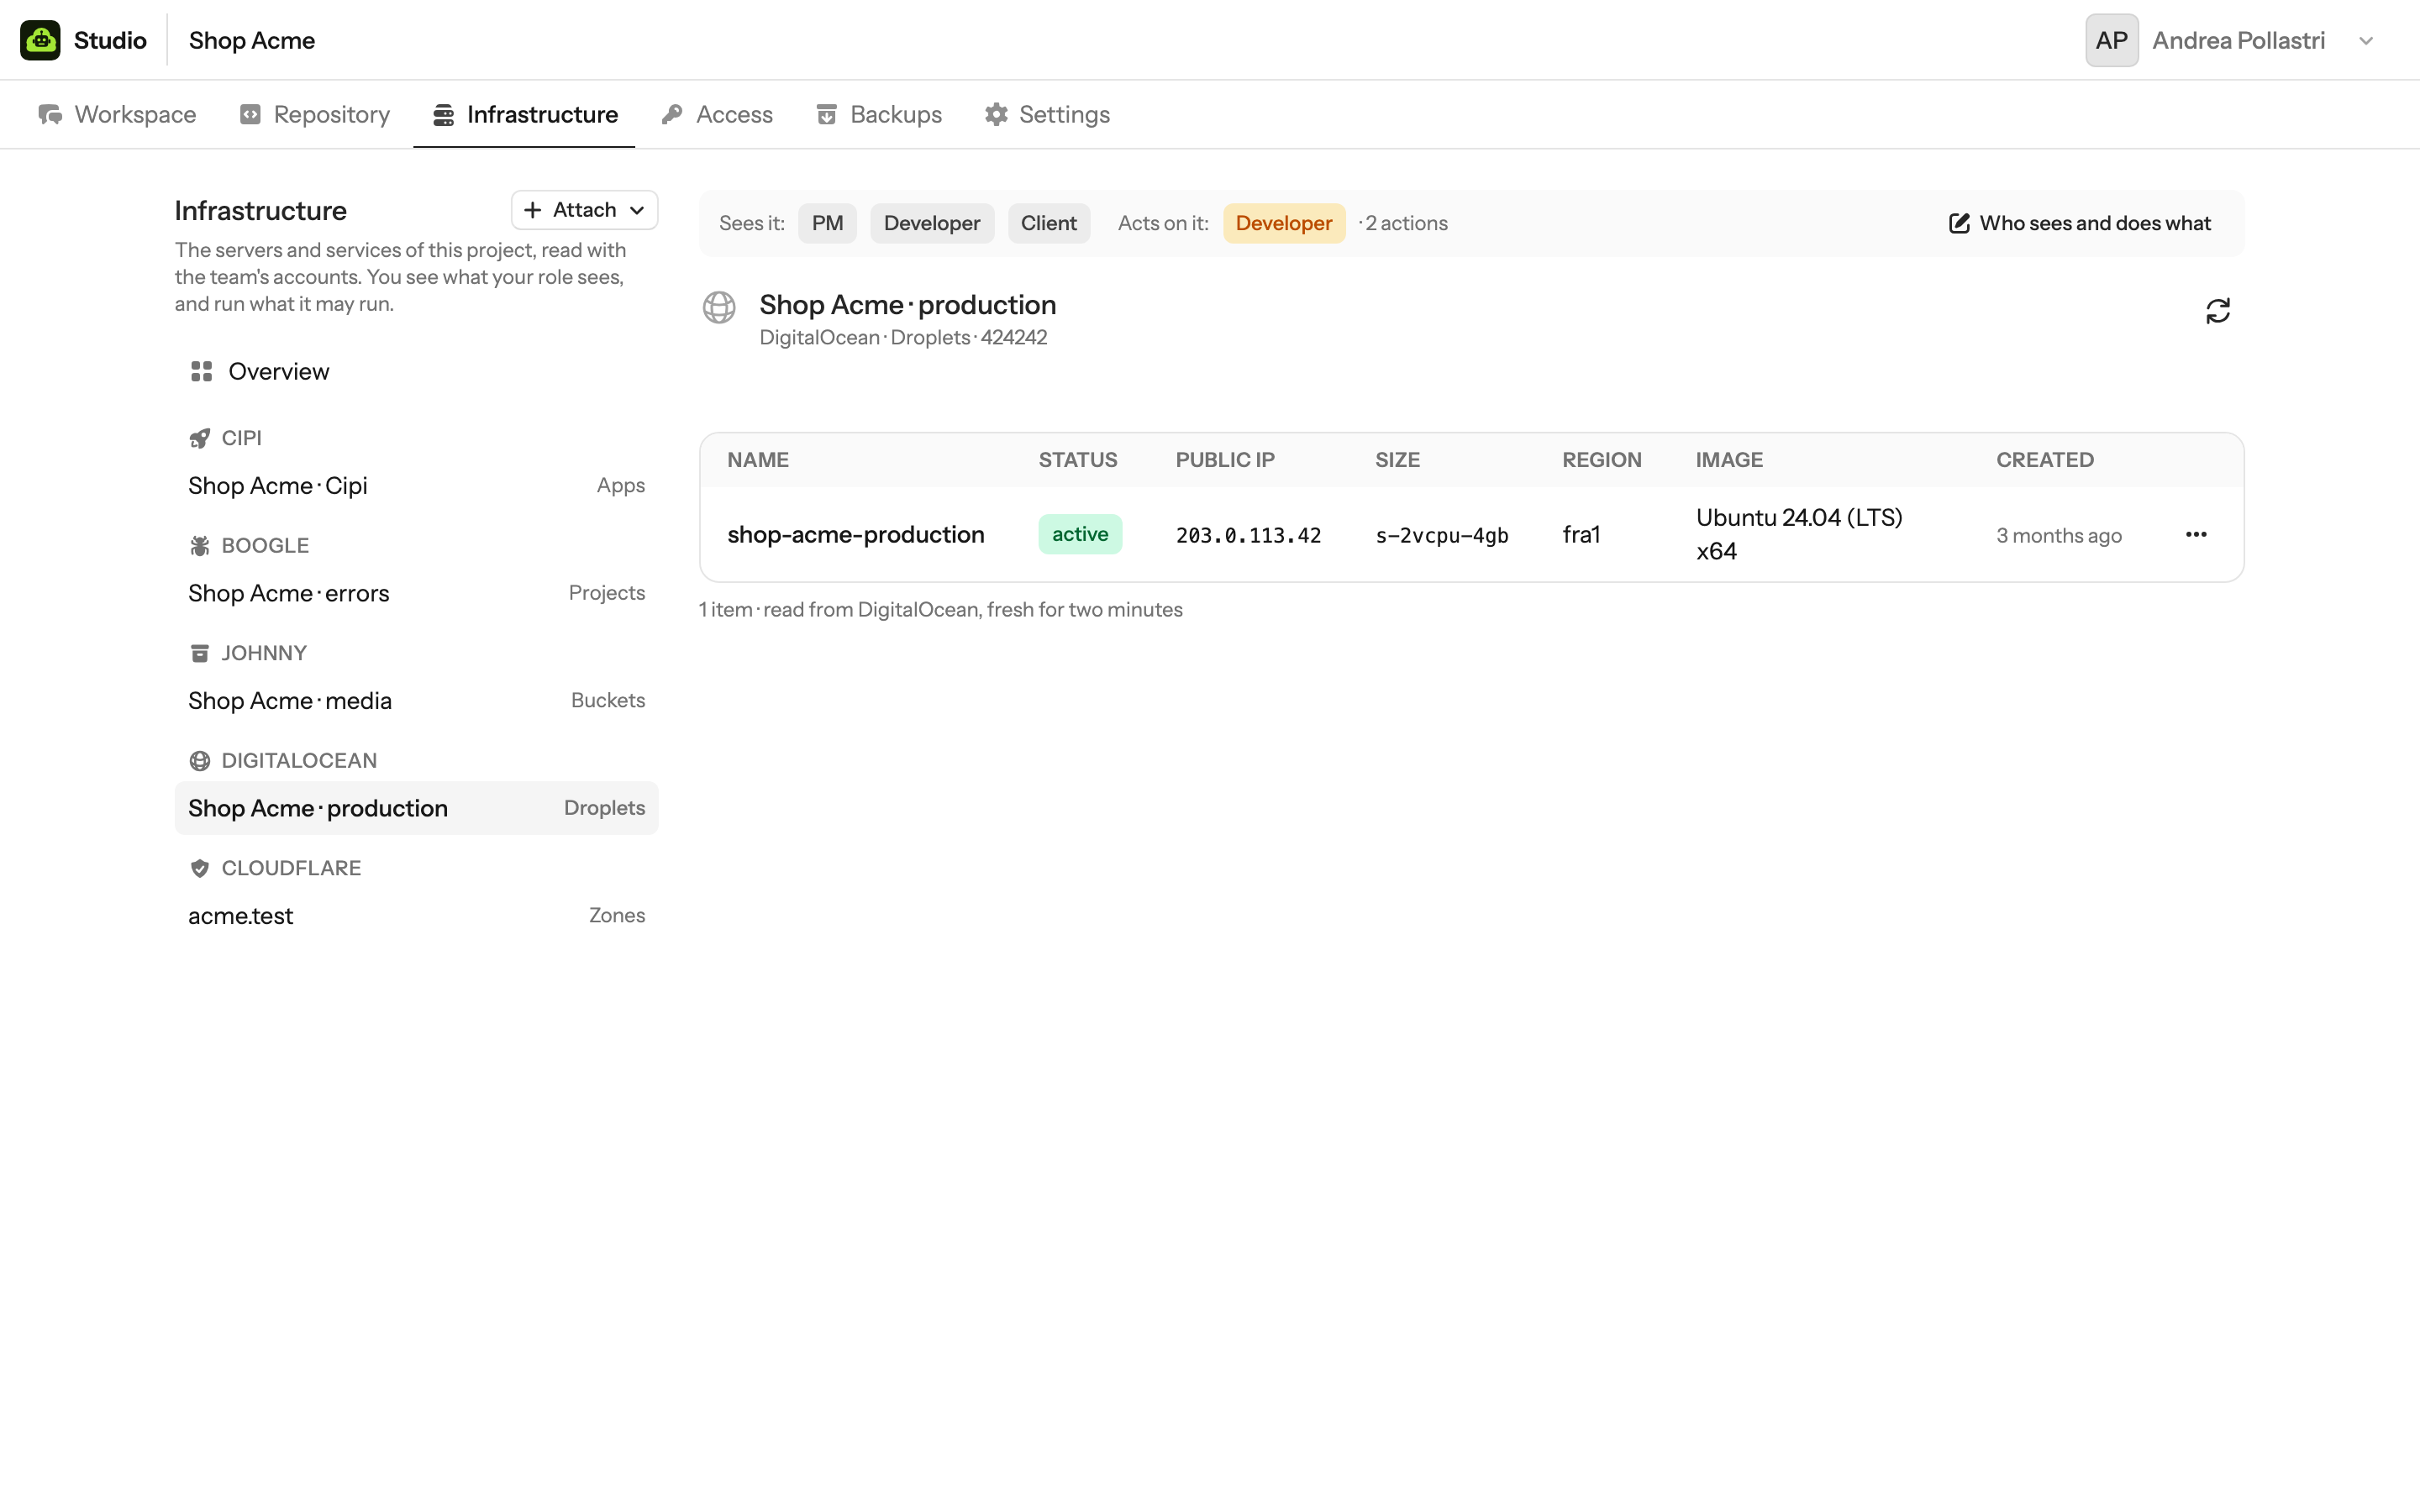 Studio
Shop Acme
AP
Andrea Pollastri
Workspace
Repository
Infrastructure
Access
Backups
Settings
Infrastructure
Attach
The servers and services of this project, read with
the team's accounts. You see what your role sees,
and run what it may run.
Overview
CIPI
Shop Acme · Cipi
Apps
BOOGLE
Shop Acme · errors
Projects
JOHNNY
Shop Acme · media
Buckets
DIGITALOCEAN
Shop Acme · production
Droplets
CLOUDFLARE
acme.test
Zones
Sees it: PM Developer Client Acts on it: Developer · 2 actions
Who sees and does what
Shop Acme · production
DigitalOcean · Droplets · 424242
NAME STATUS PUBLIC IP SIZE REGION IMAGE CREATED
shop-acme-production active 203.0.113.42 s-2vcpu-4gb fra1 Ubuntu 24.04 (LTS)
x64
3 months ago
1 item · read from DigitalOcean, fresh for two minutes